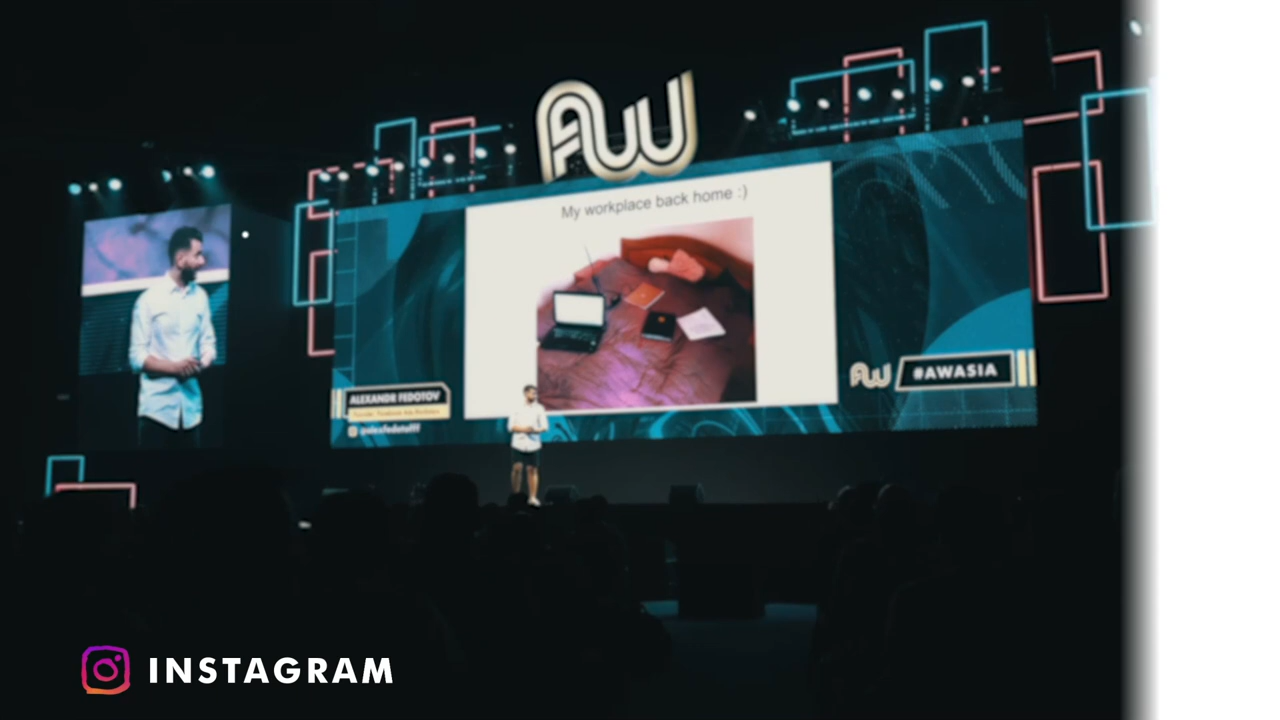 AW
My workplace back home :)
ALEXANDR FEDOTOV
AW #AWASIA
INSTAGRAM